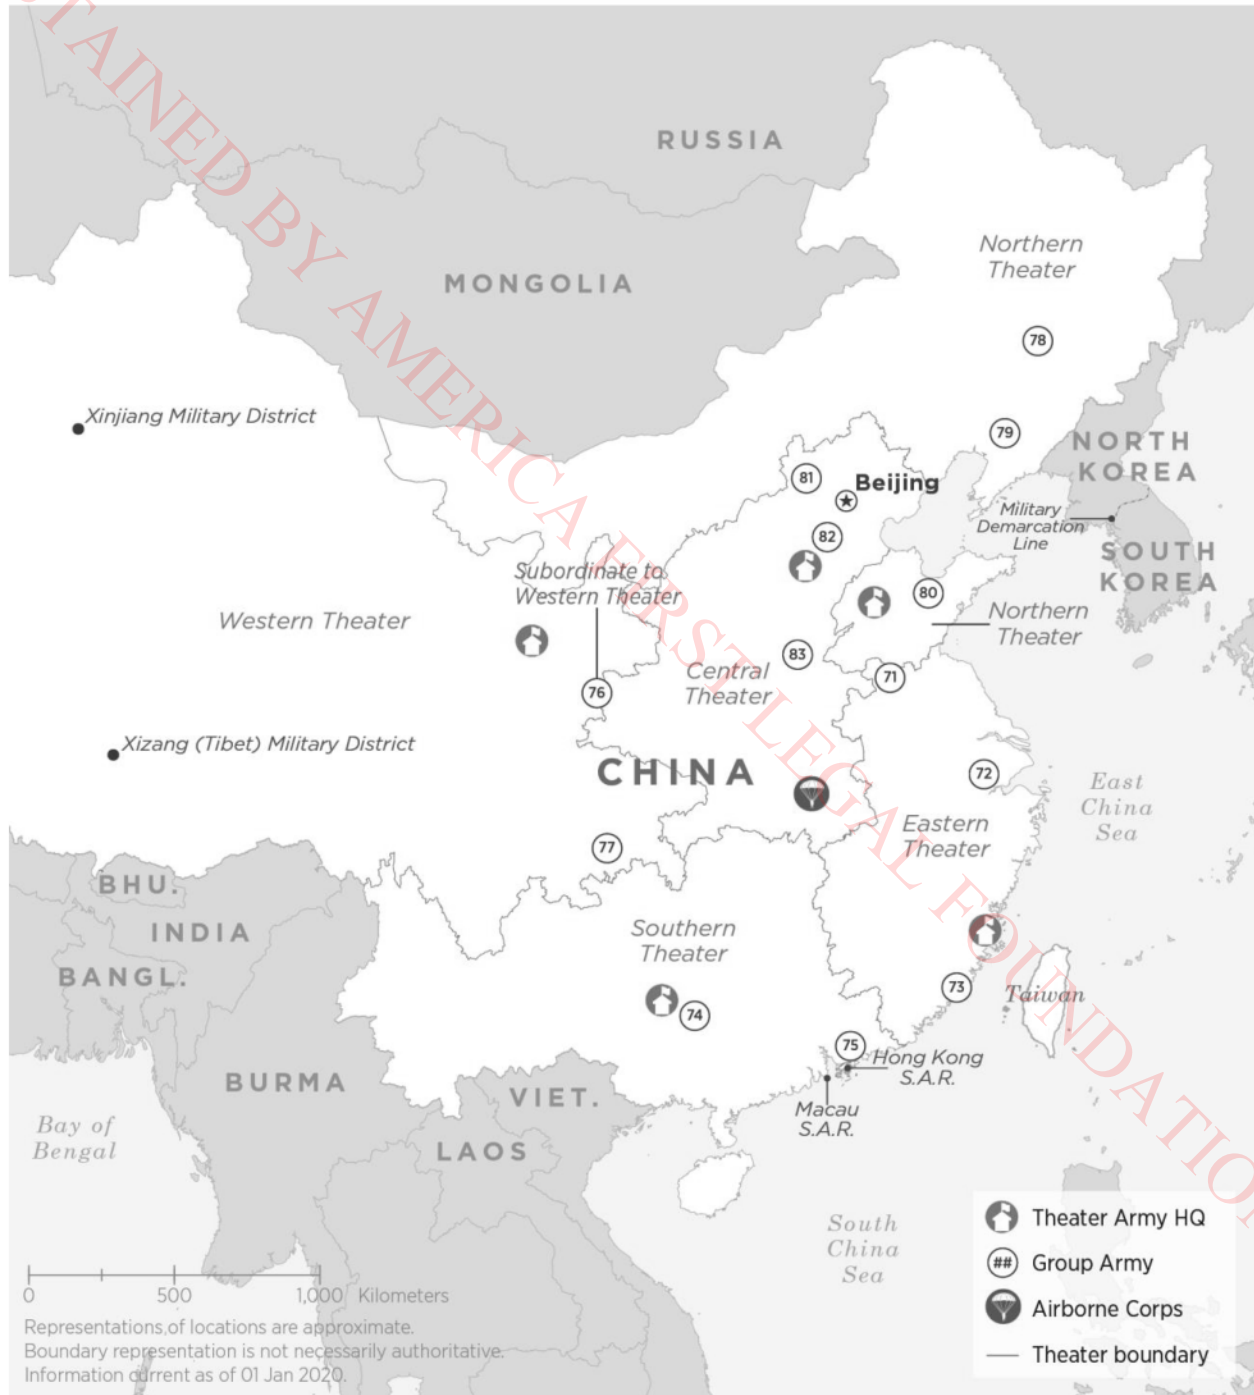 OBTAINED BY AMERICA FIRST LEGAL FOUNDATION
RUSSIA
MONGOLIA
Northern
Theater
78
Xinjiang Military District
79
NORTH
KOREA
81
Beijing
Military
Demarcation
Line
82
SOUTH
KOREA
Subordinate to
Western Theater
80
Western Theater
Northern
Theater
83
Central
Theater
71
76
Xizang (Tibet) Military District
CHINA
72
East
China
Sea
Eastern
Theater
77
BHU.
INDIA
BANGL.
Southern
Theater
73
Taiwan
74
75
Hong Kong
S.A.R.
Macau
S.A.R.
BURMA
VIET.
LAOS
Bay of
Bengal
South
China
Sea
Theater Army HQ
## Group Army
Airborne Corps
Theater boundary
0 500 1,000 Kilometers
Representations of locations are approximate.
Boundary representation is not necessarily authoritative.
Information current as of 01 Jan 2020.